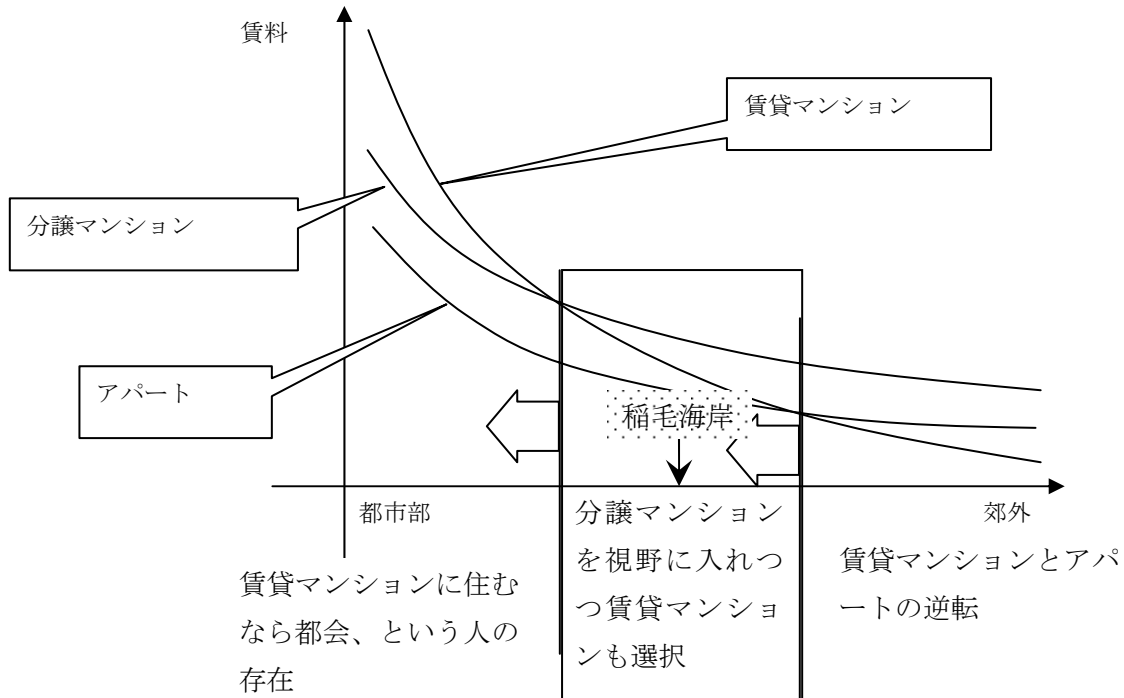 賃料
賃貸マンション
分譲マンション
アパート
稲毛海岸
都市部
郊外
賃貸マンションに住む
なら都会、という人の
存在
分譲マンション
を視野に入れつ
つ賃貸マンショ
ンも選択
賃貸マンションとアパ
ートの逆転